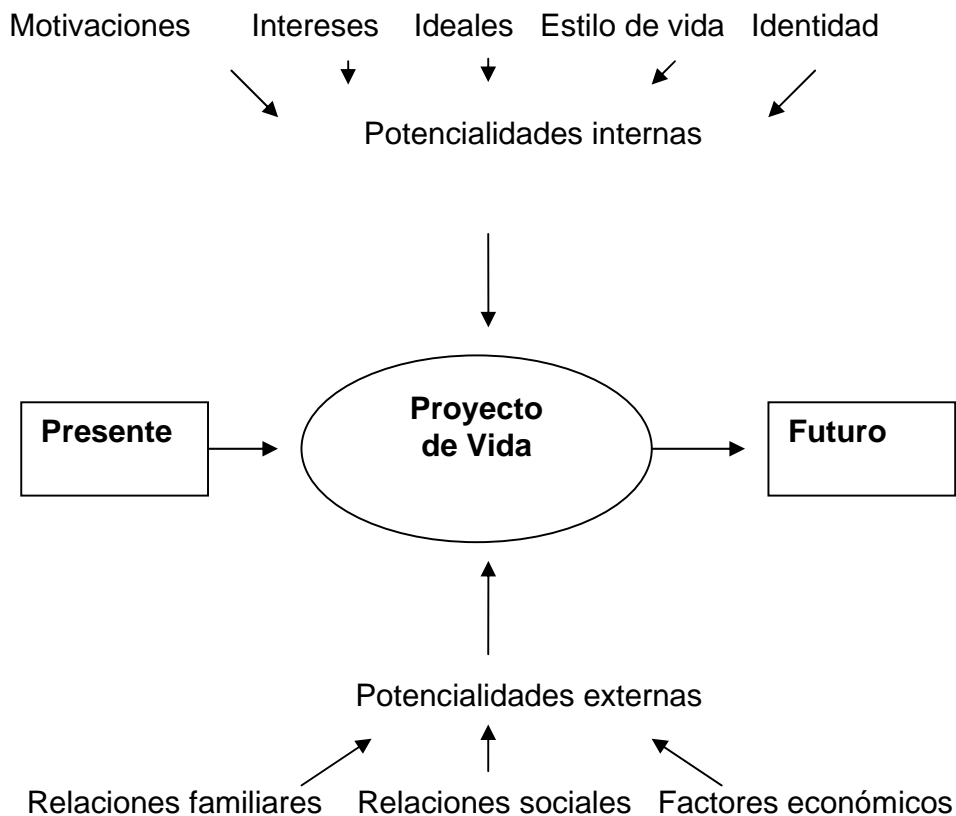 Motivaciones Intereses Ideales Estilo de vida Identidad
Potencialidades internas
Proyecto
de Vida
Presente
Futuro
Potencialidades externas
Relaciones familiares Relaciones sociales Factores económicos